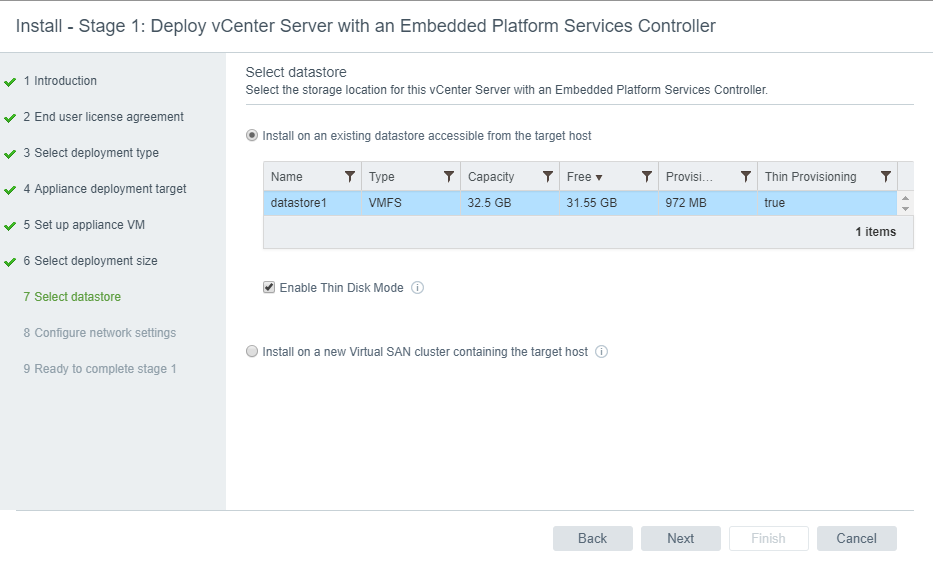 Install - Stage 1: Deploy vCenter Server with an Embedded Platform Services Controller
1 Introduction
2 End user license agreement
3 Select deployment type
4 Appliance deployment target
5 Set up appliance VM
6 Select deployment size
7 Select datastore
8 Configure network settings
9 Ready to complete stage 1
Select datastore
Select the storage location for this vCenter Server with an Embedded Platform Services Controller.
Install on an existing datastore accessible from the target host
Name Type Capacity Free Provisi... Thin Provisioning
datastore1 VMFS 32.5 GB 31.55 GB 972 MB true
1 items
Enable Thin Disk Mode
Install on a new Virtual SAN cluster containing the target host
Back Next Finish Cancel